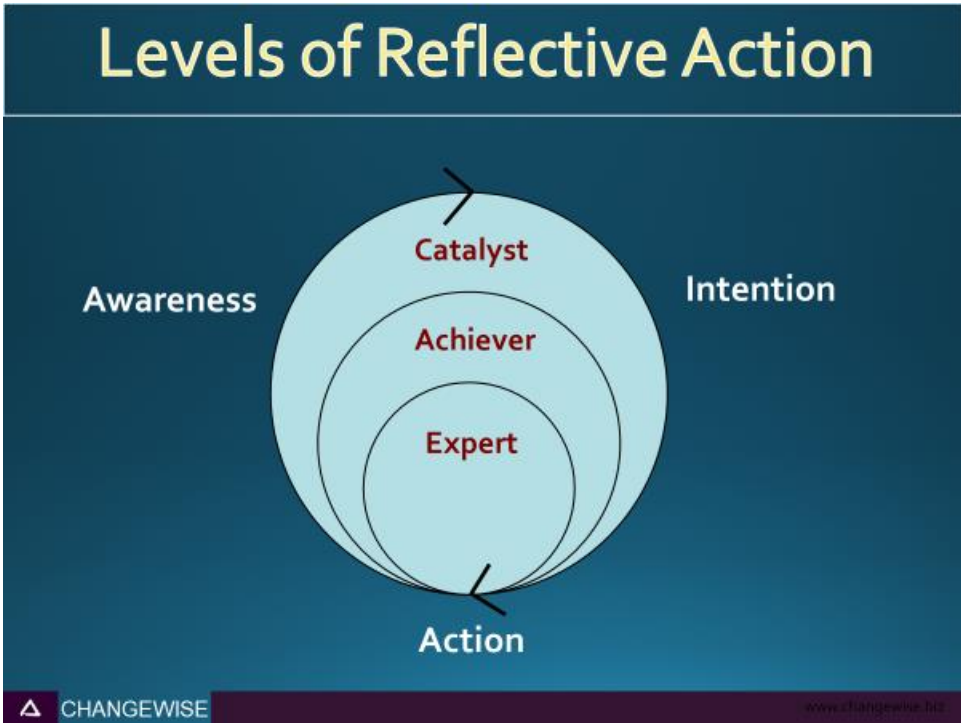 Levels of Reflective Action
Catalyst
Awareness
Intention
Achiever
Expert
Action
CHANGEWISE
www.changewise.biz